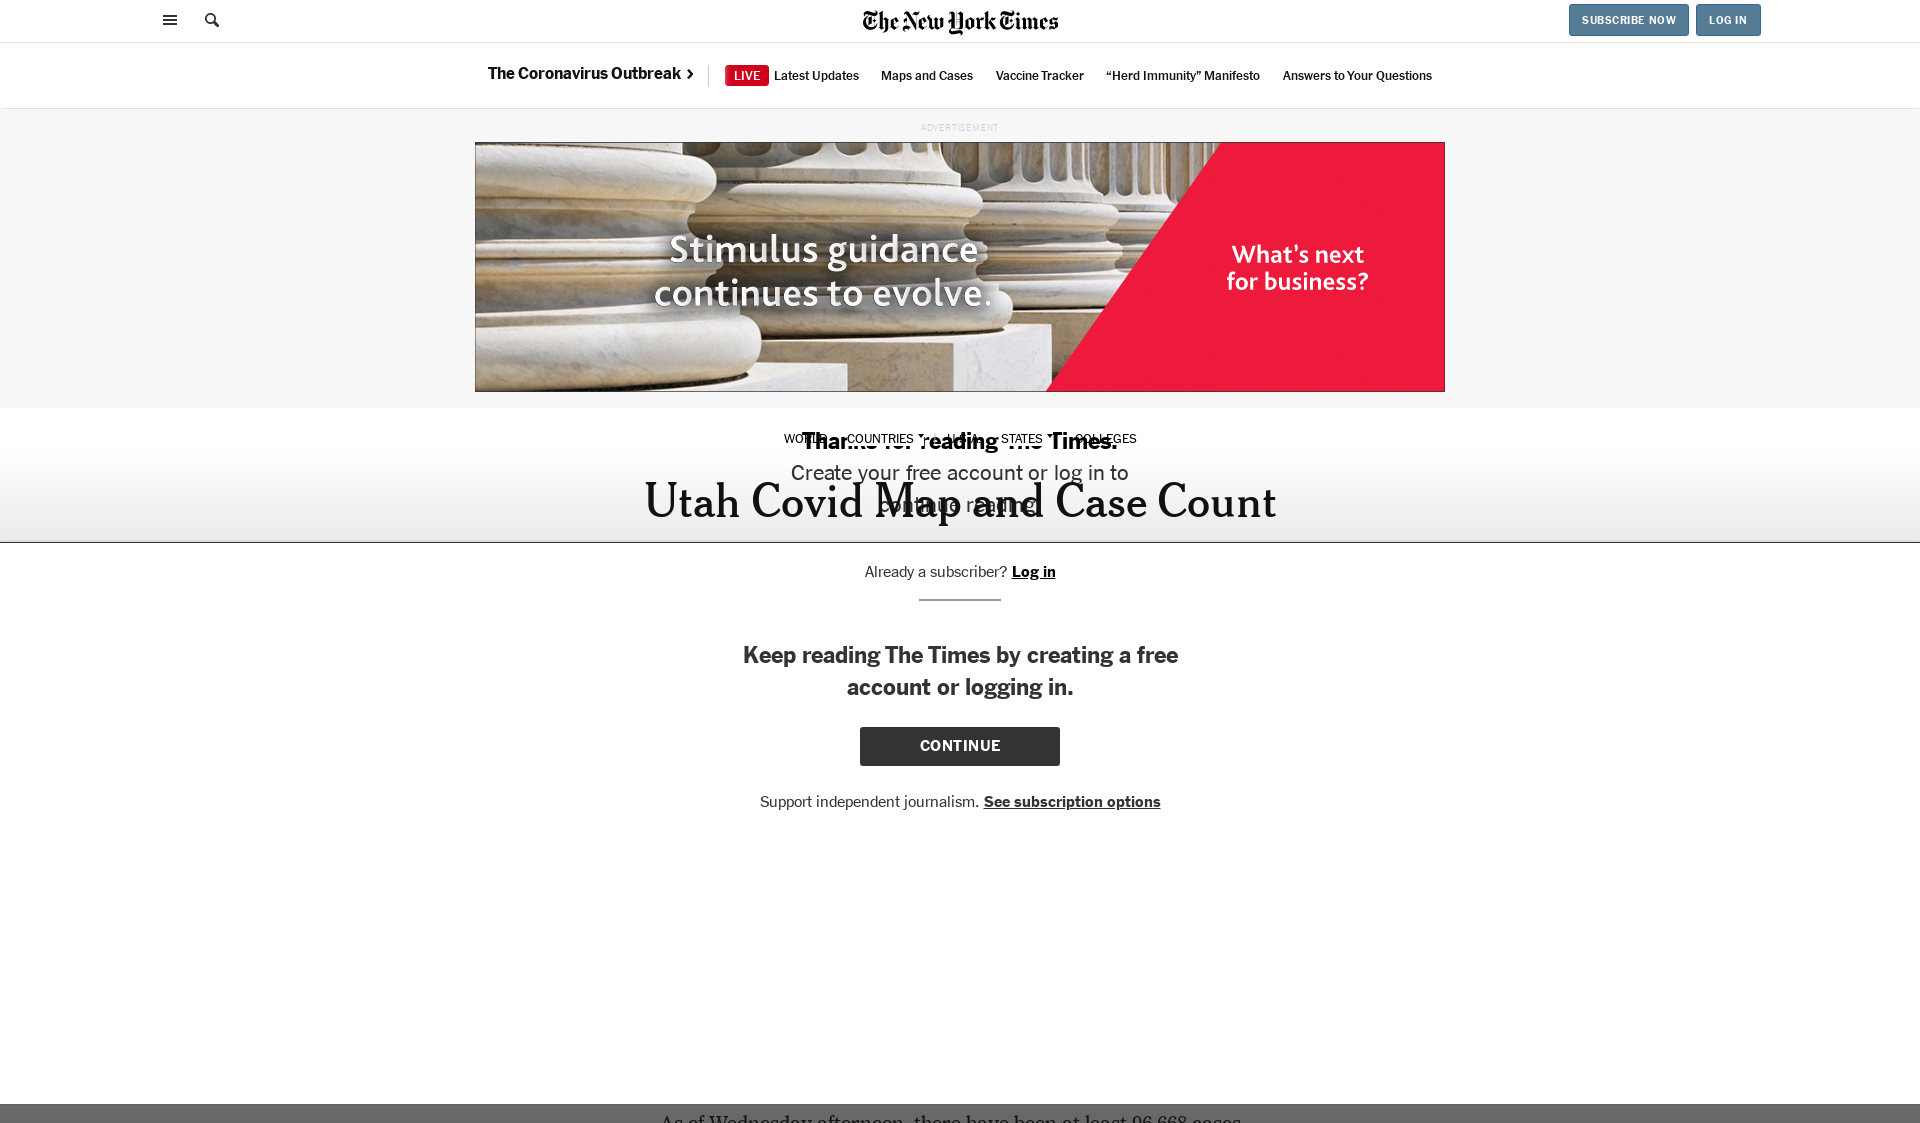 The New York Times
SUBSCRIBE NOW
LOG IN
The Coronavirus Outbreak
LIVE Latest Updates
Maps and Cases
Vaccine Tracker
“Herd Immunity” Manifesto
Answers to Your Questions
ADVERTISEMENT
Stimulus guidance
continues to evolve.
What’s next
for business?
WORLD
COUNTRIES
U.S.A.
STATES
COLLEGES
Thanks for reading The Times.
Create your free account or log in to
continue reading.
Utah Covid Map and Case Count
Already a subscriber? Log in
Keep reading The Times by creating a free
account or logging in.
CONTINUE
Support independent journalism. See subscription options
As of Wednesday afternoon, there have been at least 96,668 cases